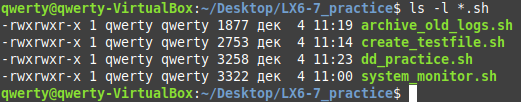 qwerty@qwerty-VirtualBox:~/Desktop/LX6-7_practice$ ls -l *.sh
-rwxrwxr-x 1 qwerty qwerty 1877 дек  4 11:19 archive_old_logs.sh
-rwxrwxr-x 1 qwerty qwerty 2753 дек  4 11:14 create_testfile.sh
-rwxrwxr-x 1 qwerty qwerty 3258 дек  4 11:23 dd_practice.sh
-rwxrwxr-x 1 qwerty qwerty 3322 дек  4 11:00 system_monitor.sh
qwerty@qwerty-VirtualBox:~/Desktop/LX6-7_practice$